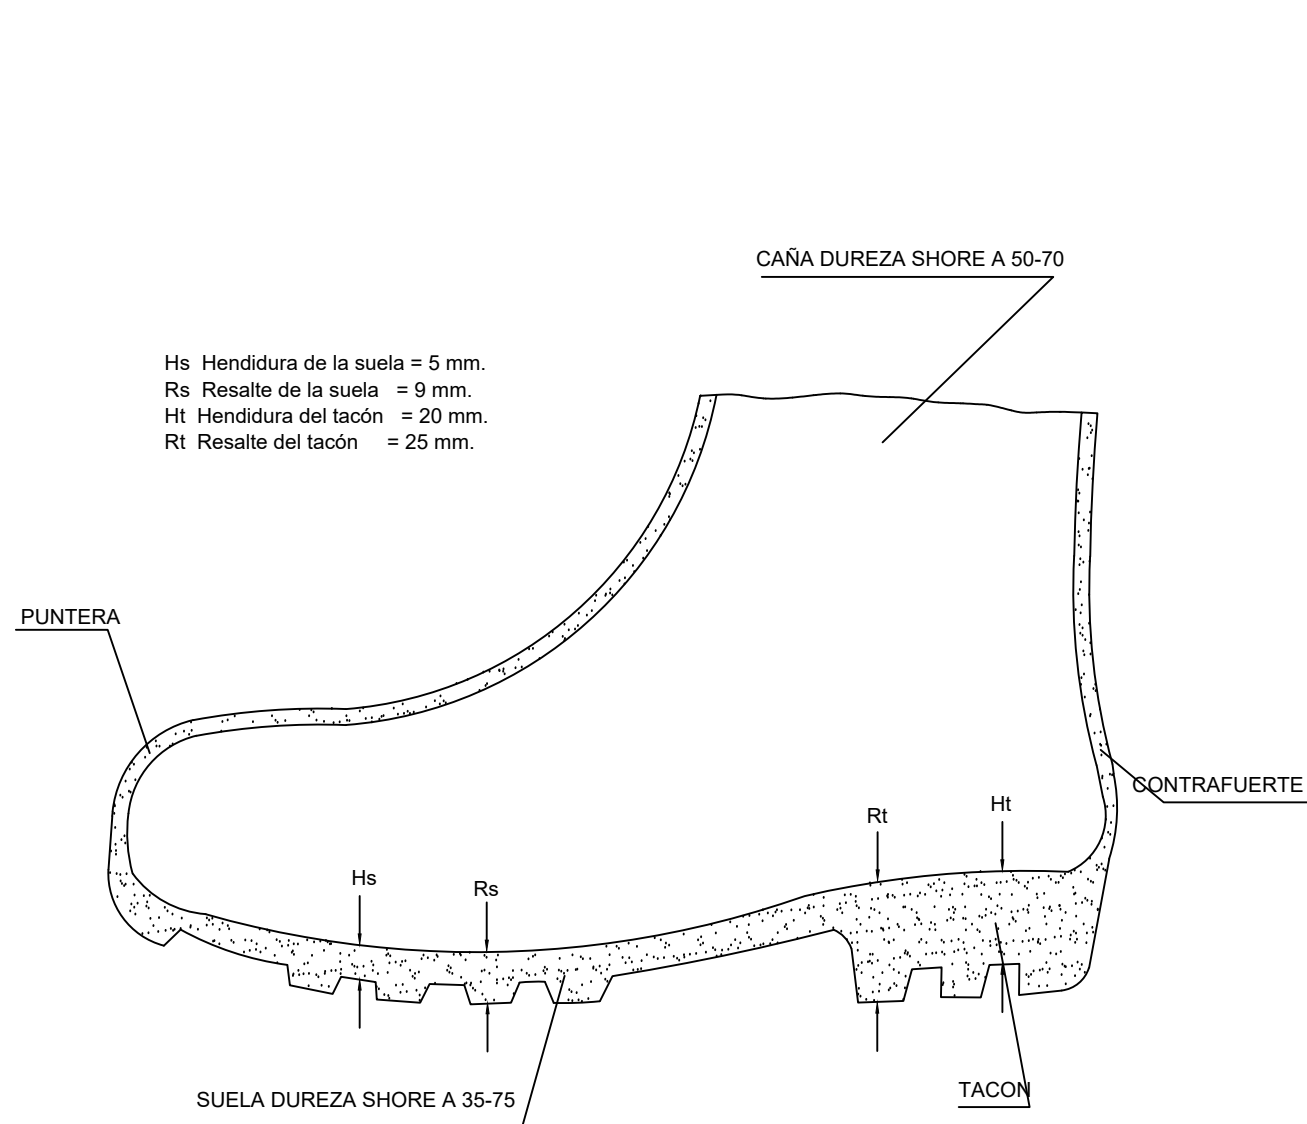 CAÑA DUREZA SHORE A 50-70
Hs Hendidura de la suela = 5 mm.
Rs Resalte de la suela = 9 mm.
Ht Hendidura del tacón = 20 mm.
Rt Resalte del tacón = 25 mm.
PUNTERA
CONTRAFUERTE
Ht
Rt
Hs
Rs
TACON
SUELA DUREZA SHORE A 35-75